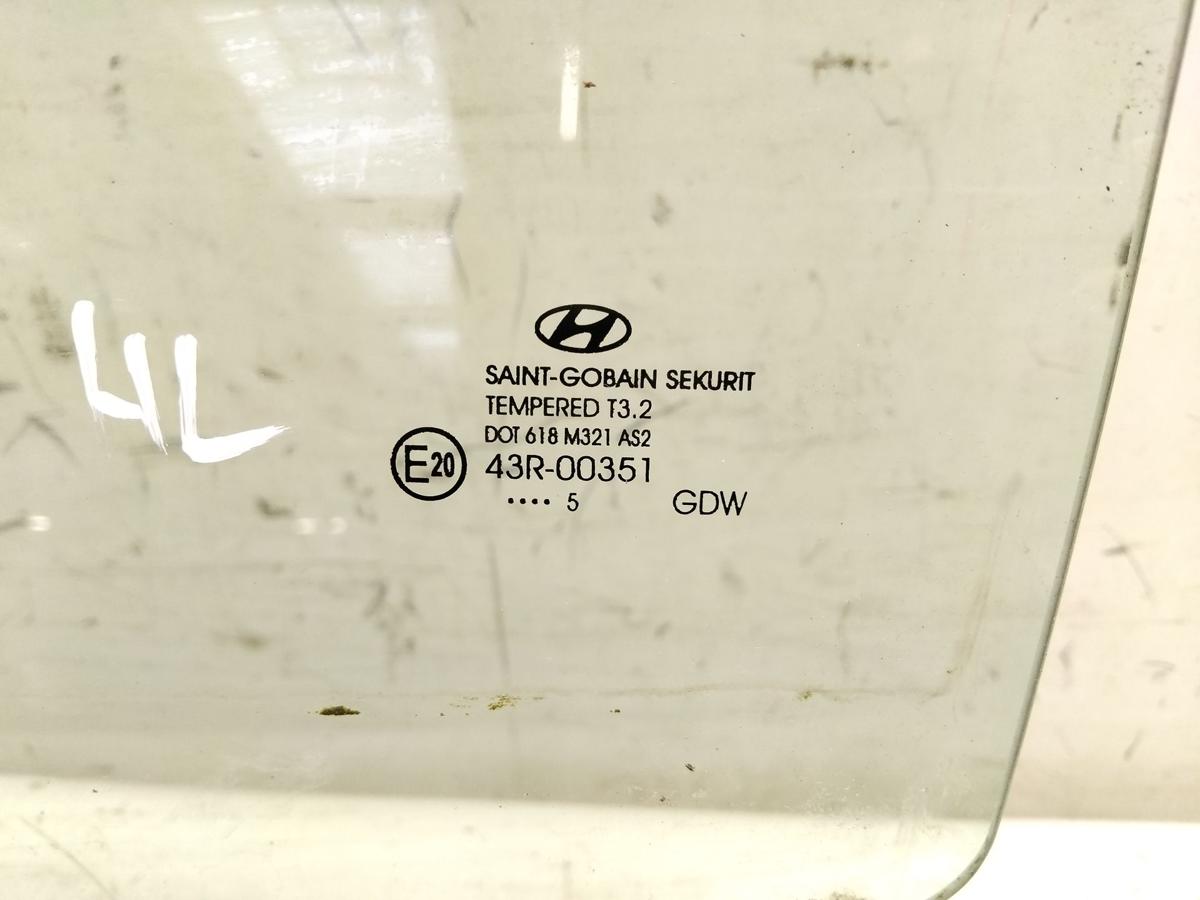 4L
SAINT-GOBAIN SEKURIT
TEMPERED T3.2
DOT 618 M321 AS2
E20 43R-00351
.... 5 GDW